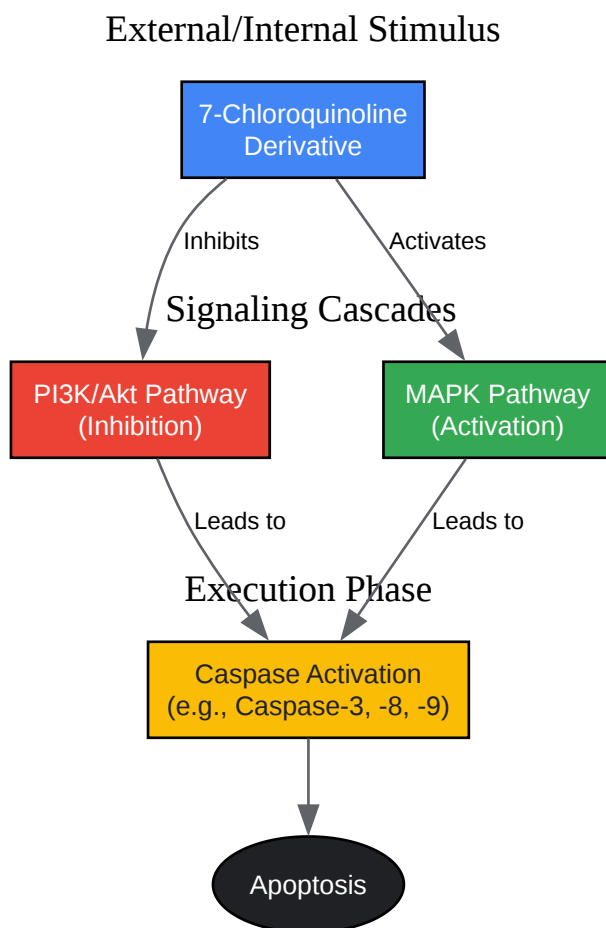 External/Internal Stimulus
7-Chloroquinoline
Derivative
Inhibits
Activates
Signaling Cascades
PI3K/Akt Pathway
(Inhibition)
MAPK Pathway
(Activation)
Leads to
Leads to
Execution Phase
Caspase Activation
(e.g., Caspase-3, -8, -9)
Apoptosis